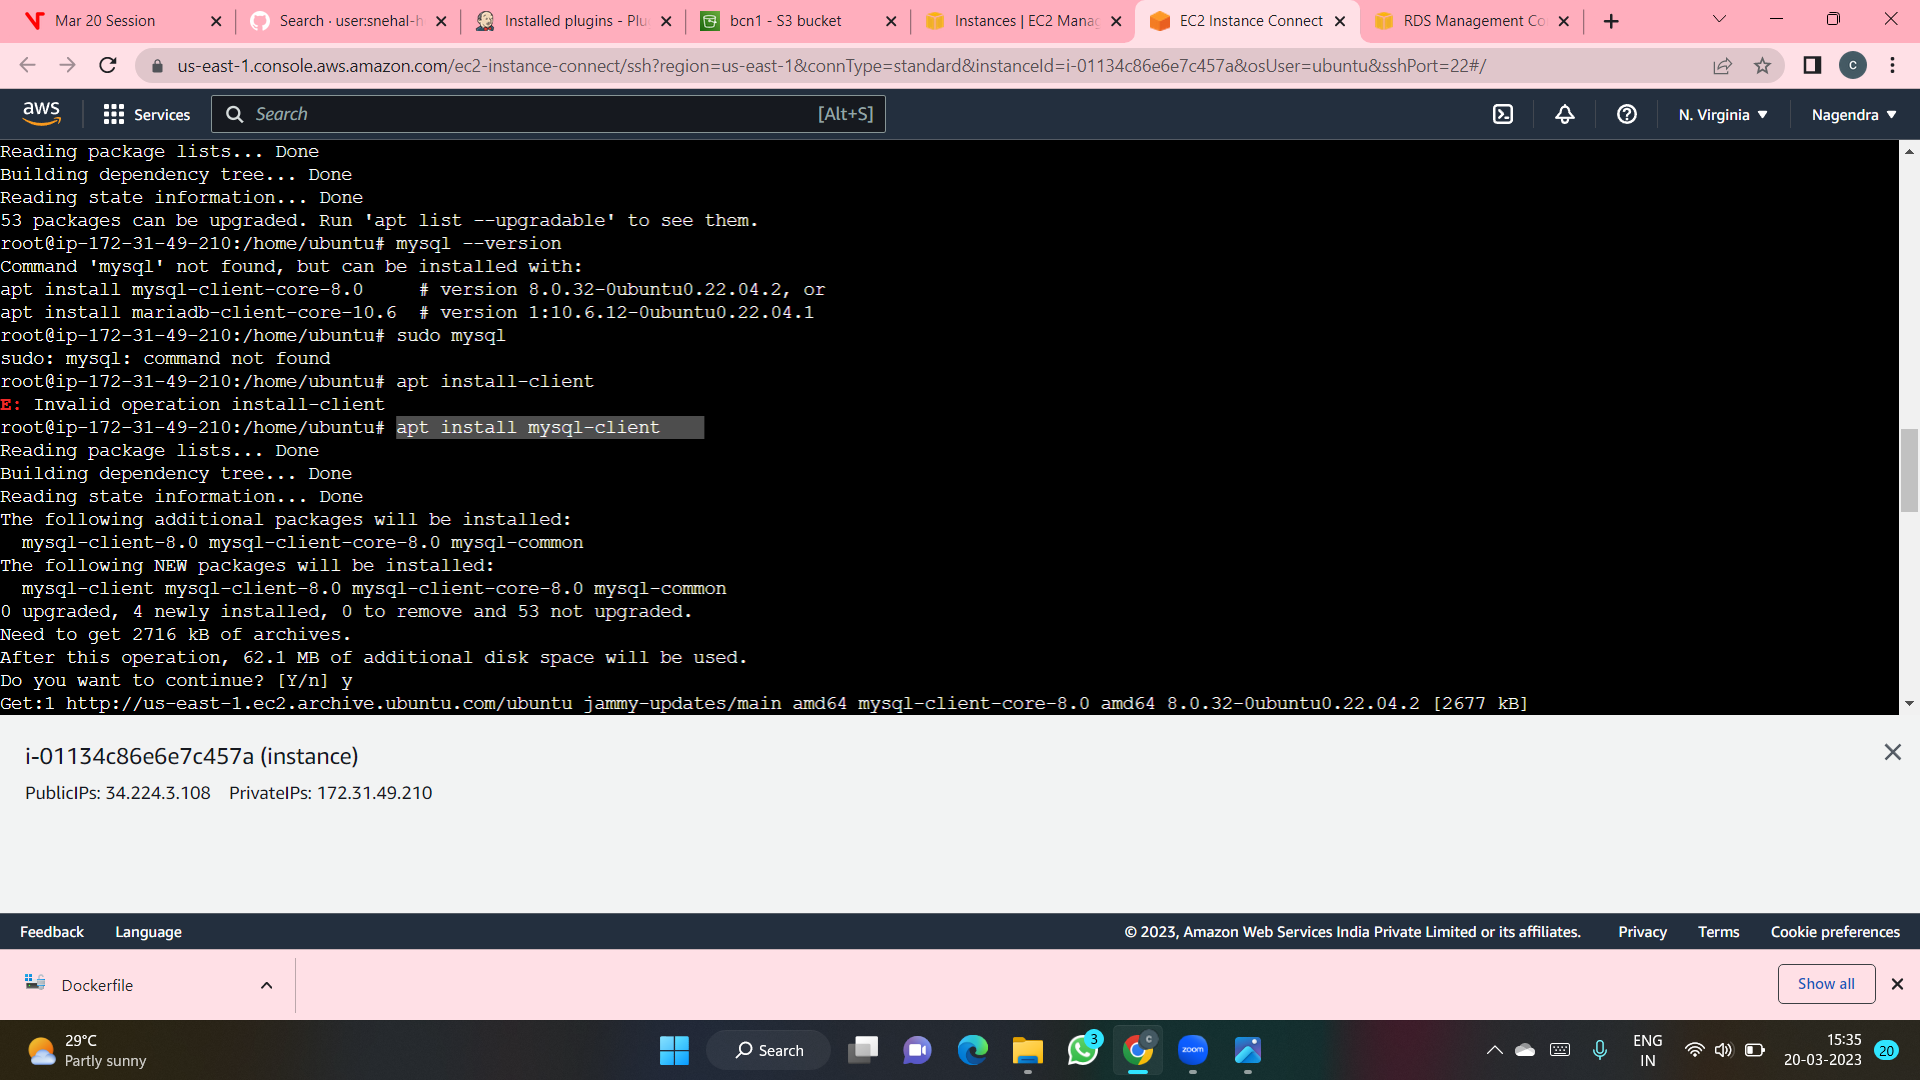 Mar 20 Session
Search · user:snehal-h
Installed plugins - Plu
bcn1 - S3 bucket
Instances | EC2 Manag
EC2 Instance Connect
RDS Management Co
us-east-1.console.aws.amazon.com/ec2-instance-connect/ssh?region=us-east-1&connType=standard&instanceId=i-01134c86e6e7c457a&osUser=ubuntu&sshPort=22#/
c
aws
Services
Search
[Alt+S]
N. Virginia
Nagendra
Reading package lists... Done
Building dependency tree... Done
Reading state information... Done
53 packages can be upgraded. Run 'apt list --upgradable' to see them.
root@ip-172-31-49-210:/home/ubuntu# mysql --version
Command 'mysql' not found, but can be installed with:
apt install mysql-client-core-8.0     # version 8.0.32-0ubuntu0.22.04.2, or
apt install mariadb-client-core-10.6  # version 1:10.6.12-0ubuntu0.22.04.1
root@ip-172-31-49-210:/home/ubuntu# sudo mysql
sudo: mysql: command not found
root@ip-172-31-49-210:/home/ubuntu# apt install-client
E: Invalid operation install-client
root@ip-172-31-49-210:/home/ubuntu# apt install mysql-client
Reading package lists... Done
Building dependency tree... Done
Reading state information... Done
The following additional packages will be installed:
  mysql-client-8.0 mysql-client-core-8.0 mysql-common
The following NEW packages will be installed:
  mysql-client mysql-client-8.0 mysql-client-core-8.0 mysql-common
0 upgraded, 4 newly installed, 0 to remove and 53 not upgraded.
Need to get 2716 kB of archives.
After this operation, 62.1 MB of additional disk space will be used.
Do you want to continue? [Y/n] y
Get:1 http://us-east-1.ec2.archive.ubuntu.com/ubuntu jammy-updates/main amd64 mysql-client-core-8.0 amd64 8.0.32-0ubuntu0.22.04.2 [2677 kB]
i-01134c86e6e7c457a (instance)
PublicIPs: 34.224.3.108    PrivateIPs: 172.31.49.210
Feedback
Language
© 2023, Amazon Web Services India Private Limited or its affiliates.
Privacy
Terms
Cookie preferences
Dockerfile
Show all
29°C
Partly sunny
Search
3
c
zoom
ENG
IN
15:35
20-03-2023
20